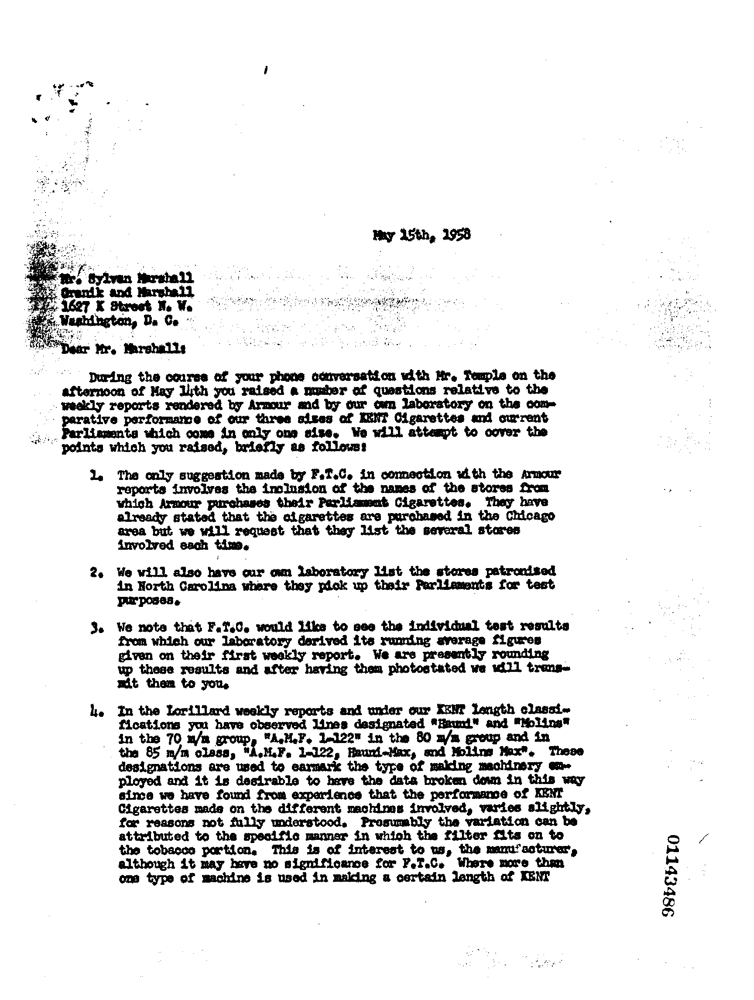 May 15th, 1958
Mr. Sylvan Marshall
Granik and Marshall
1627 K Street N. W.
Washington, D. C.
Dear Mr. Marshall:
During the course of your phone conversation with Mr. Temple on the
afternoon of May 14th you raised a number of questions relative to the
weekly reports rendered by Armour and by our own laboratory on the com-
parative performance of our three sizes of KENT Cigarettes and current
Parliaments which come in only one size. We will attempt to cover the
points which you raised, briefly as follows:
1. The only suggestion made by F.T.C. in connection with the Armour
reports involves the inclusion of the names of the stores from
which Armour purchases their Parliament Cigarettes. They have
already stated that the cigarettes are purchased in the Chicago
area but we will request that they list the several stores
involved each time.
2. We will also have our own laboratory list the stores patronized
in North Carolina where they pick up their Parliaments for test
purposes.
3. We note that F.T.C. would like to see the individual test results
from which our laboratory derived its running average figures
given on their first weekly report. We are presently rounding
up these results and after having them photostated we will trans-
mit them to you.
4. In the Lorillard weekly reports and under our KENT length classi-
fications you have observed lines designated "Hauni" and "Molins"
in the 70 m/m group, "A.M.F. 1-122" in the 80 m/m group and in
the 85 m/m class, "A.M.F. 1-122, Hauni-Max, and Molins Max". These
designations are used to earmark the type of making machinery em-
ployed and it is desirable to have the data broken down in this way
since we have found from experience that the performance of KENT
Cigarettes made on the different machines involved, varies slightly,
for reasons not fully understood. Presumably the variation can be
attributed to the specific manner in which the filter fits on to
the tobacco portion. This is of interest to us, the manufacturer,
although it may have no significance for F.T.C. Where more than
one type of machine is used in making a certain length of KENT
01143486